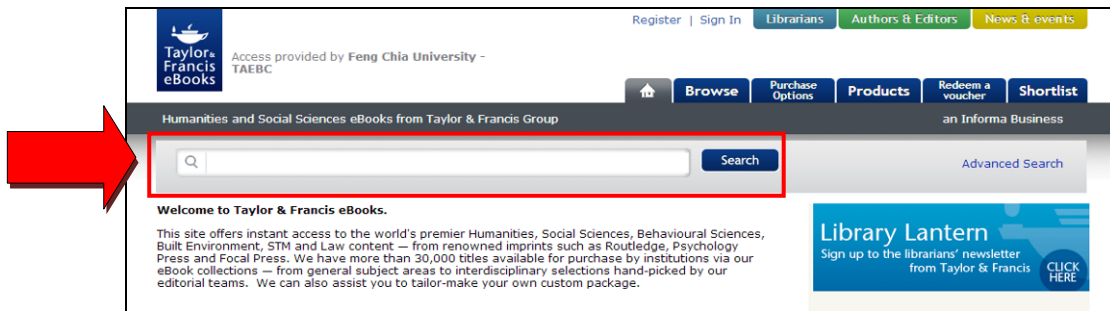 Register | Sign In Librarians Authors & Editors News & events
Taylor &
Francis
eBooks
Access provided by Feng Chia University -
TAEBC
Browse Purchase Options Products Redeem a voucher Shortlist
Humanities and Social Sciences eBooks from Taylor & Francis Group an Informa Business
Search Advanced Search
Welcome to Taylor & Francis eBooks.
This site offers instant access to the world's premier Humanities, Social Sciences, Behavioural Sciences,
Built Environment, STM and Law content — from renowned imprints such as Routledge, Psychology
Press and Focal Press. We have more than 30,000 titles available for purchase by institutions via our
eBook collections — from general subject areas to interdisciplinary selections hand-picked by our
editorial teams. We can also assist you to tailor-make your own custom package.
Library Lantern
Sign up to the librarians' newsletter
from Taylor & Francis
CLICK
HERE